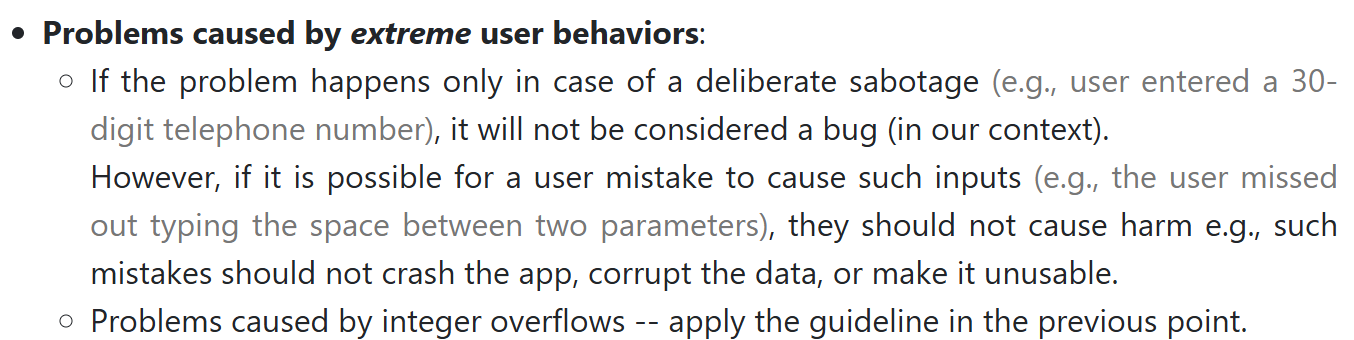 • Problems caused by extreme user behaviors:
○ If the problem happens only in case of a deliberate sabotage (e.g., user entered a 30-
digit telephone number), it will not be considered a bug (in our context).
However, if it is possible for a user mistake to cause such inputs (e.g., the user missed
out typing the space between two parameters), they should not cause harm e.g., such
mistakes should not crash the app, corrupt the data, or make it unusable.
○ Problems caused by integer overflows -- apply the guideline in the previous point.